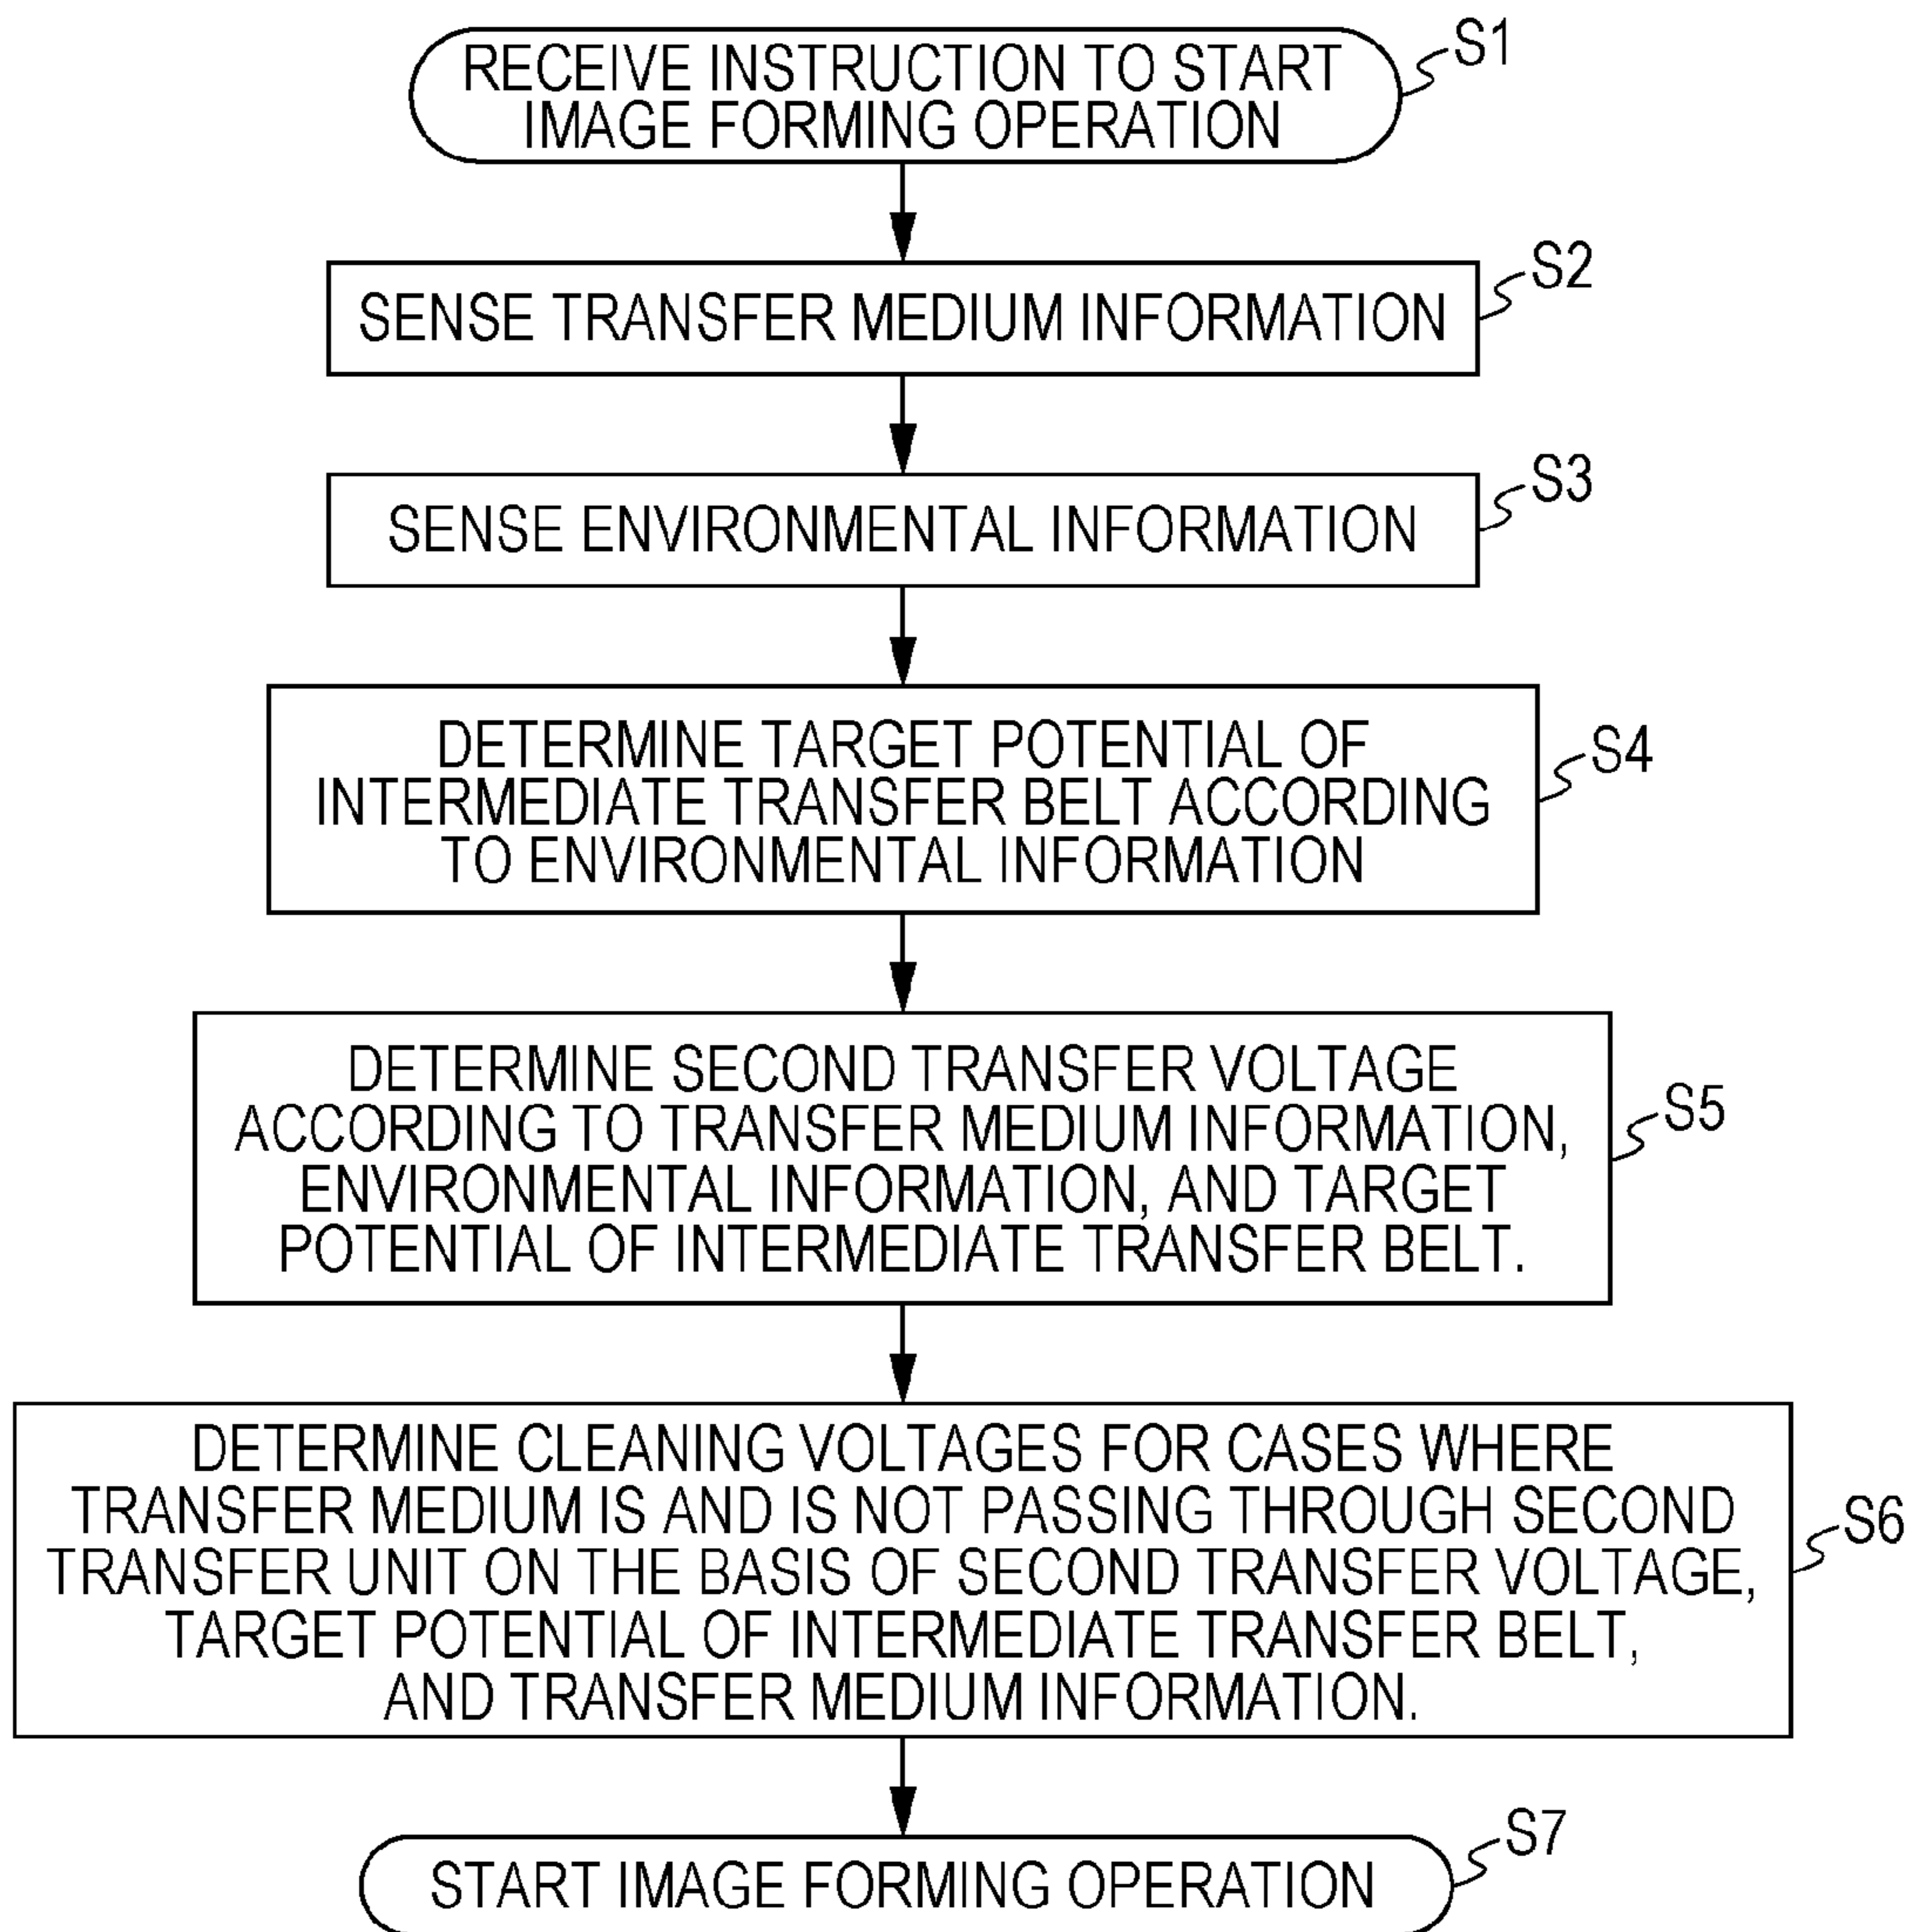 RECEIVE INSTRUCTION TO START
IMAGE FORMING OPERATION
S1
SENSE TRANSFER MEDIUM INFORMATION
S2
SENSE ENVIRONMENTAL INFORMATION
S3
DETERMINE TARGET POTENTIAL OF
INTERMEDIATE TRANSFER BELT ACCORDING
TO ENVIRONMENTAL INFORMATION
S4
DETERMINE SECOND TRANSFER VOLTAGE
ACCORDING TO TRANSFER MEDIUM INFORMATION,
ENVIRONMENTAL INFORMATION, AND TARGET
POTENTIAL OF INTERMEDIATE TRANSFER BELT.
S5
DETERMINE CLEANING VOLTAGES FOR CASES WHERE
TRANSFER MEDIUM IS AND IS NOT PASSING THROUGH SECOND
TRANSFER UNIT ON THE BASIS OF SECOND TRANSFER VOLTAGE,
TARGET POTENTIAL OF INTERMEDIATE TRANSFER BELT,
AND TRANSFER MEDIUM INFORMATION.
S6
START IMAGE FORMING OPERATION
S7